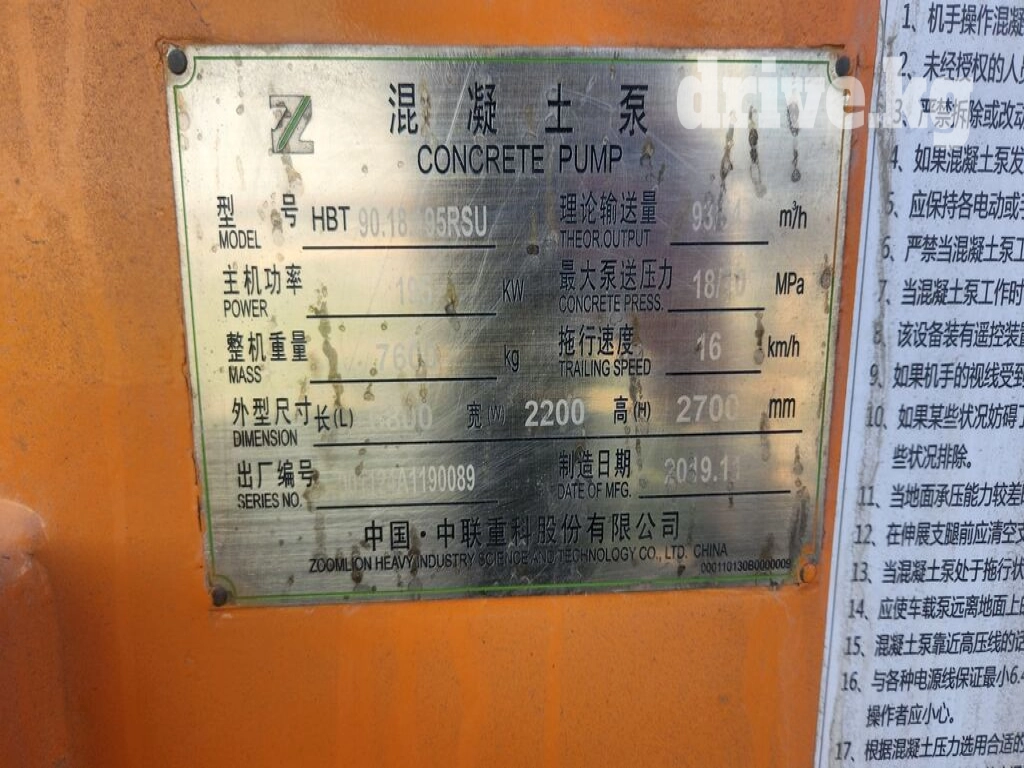 drive.kg
混凝土泵
CONCRETE PUMP
型号 HBT 理论输送量 m³/h
MODEL THEOR.OUTPUT
主机功率 KW 最大泵送压力 MPa
POWER CONCRETE PRESS.
整机重量 kg 拖行速度 16 km/h
MASS TRAILING SPEED
外型尺寸 长(L) 宽(W) 2200 高(H) 2700 mm
DIMENSION
出厂编号 制造日期
SERIES NO. DATE OF MFG.
中国·中联重科股份有限公司
ZOOMLION HEAVY INDUSTRY SCIENCE AND TECHNOLOGY CO., LTD. CHINA
000110130B0000009
1、机手操作混凝
2、未经授权的人
3、严禁拆除或改动
4、如果混凝土泵发
5、应保持各电动或
6、严禁当混凝土泵工
7、当混凝土泵工作时
8、该设备装有遥控装
9、如果机手的视线受到
10、如果某些状况妨碍
些状况排除。
11、当地面承压能力较差
12、在伸展支腿前应清空
13、当混凝土泵处于拖行状
14、应使车载泵远离地面上
15、混凝土泵靠近高压线的
16、与各种电源线保证最小6.
操作者应小心。
17、根据混凝土压力选用合适的